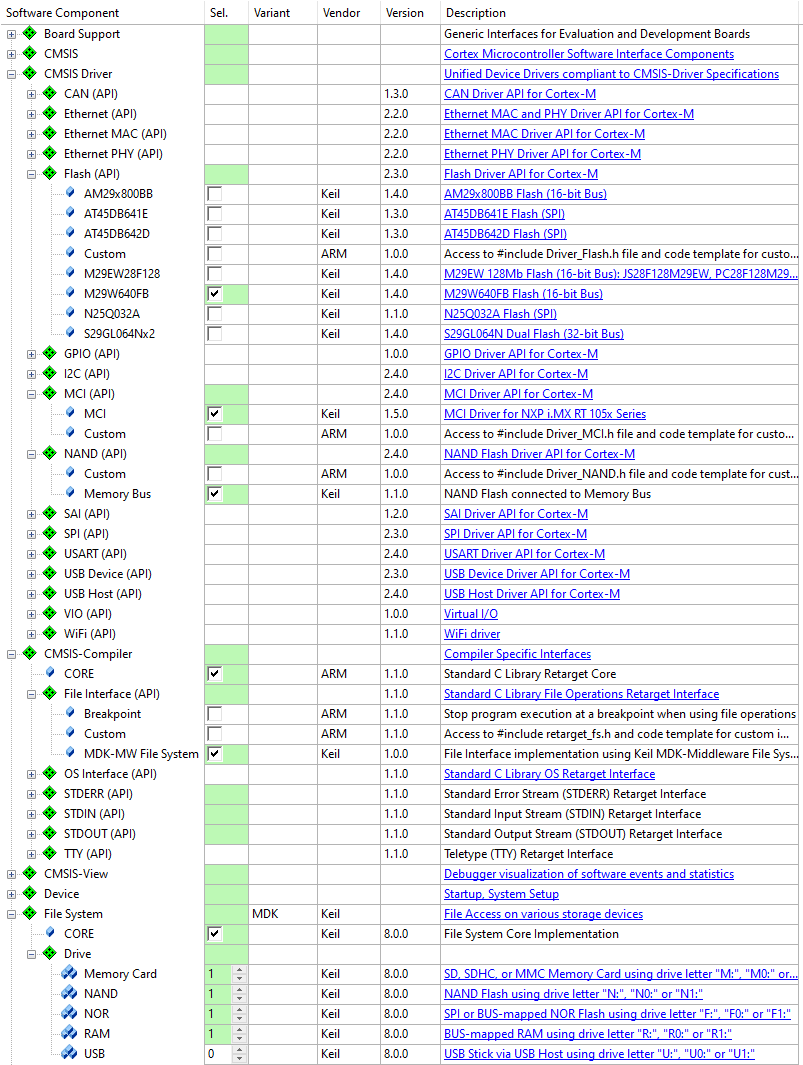 Software Component Sel. Variant Vendor Version Description
Board Support Generic Interfaces for Evaluation and Development Boards
CMSIS Cortex Microcontroller Software Interface Components
CMSIS Driver Unified Device Drivers compliant to CMSIS-Driver Specifications
CAN (API) 1.3.0 CAN Driver API for Cortex-M
Ethernet (API) 2.2.0 Ethernet MAC and PHY Driver API for Cortex-M
Ethernet MAC (API) 2.2.0 Ethernet MAC Driver API for Cortex-M
Ethernet PHY (API) 2.2.0 Ethernet PHY Driver API for Cortex-M
Flash (API) 2.3.0 Flash Driver API for Cortex-M
AM29x800BB Keil 1.4.0 AM29x800BB Flash (16-bit Bus)
AT45DB641E Keil 1.3.0 AT45DB641E Flash (SPI)
AT45DB642D Keil 1.3.0 AT45DB642D Flash (SPI)
Custom ARM 1.0.0 Access to #include Driver_Flash.h file and code template for custo...
M29EW28F128 Keil 1.4.0 M29EW 128Mb Flash (16-bit Bus): JS28F128M29EW, PC28F128M29...
M29W640FB Keil 1.4.0 M29W640FB Flash (16-bit Bus)
N25Q032A Keil 1.1.0 N25Q032A Flash (SPI)
S29GL064Nx2 Keil 1.4.0 S29GL064N Dual Flash (32-bit Bus)
GPIO (API) 1.0.0 GPIO Driver API for Cortex-M
I2C (API) 2.4.0 I2C Driver API for Cortex-M
MCI (API) 2.4.0 MCI Driver API for Cortex-M
MCI Keil 1.5.0 MCI Driver for NXP i.MX RT 105x Series
Custom ARM 1.0.0 Access to #include Driver_MCI.h file and code template for custo...
NAND (API) 2.4.0 NAND Flash Driver API for Cortex-M
Custom ARM 1.0.0 Access to #include Driver_NAND.h file and code template for cust...
Memory Bus Keil 1.1.0 NAND Flash connected to Memory Bus
SAI (API) 1.2.0 SAI Driver API for Cortex-M
SPI (API) 2.3.0 SPI Driver API for Cortex-M
USART (API) 2.4.0 USART Driver API for Cortex-M
USB Device (API) 2.3.0 USB Device Driver API for Cortex-M
USB Host (API) 2.4.0 USB Host Driver API for Cortex-M
VIO (API) 1.0.0 Virtual I/O
WiFi (API) 1.1.0 WiFi driver
CMSIS-Compiler Compiler Specific Interfaces
CORE ARM 1.1.0 Standard C Library Retarget Core
File Interface (API) 1.1.0 Standard C Library File Operations Retarget Interface
Breakpoint ARM 1.1.0 Stop program execution at a breakpoint when using file operations
Custom ARM 1.1.0 Access to #include retarget_fs.h and code template for custom i...
MDK-MW File System Keil 1.0.0 File Interface implementation using Keil MDK-Middleware File Sys...
OS Interface (API) 1.1.0 Standard C Library OS Retarget Interface
STDERR (API) 1.1.0 Standard Error Stream (STDERR) Retarget Interface
STDIN (API) 1.1.0 Standard Input Stream (STDIN) Retarget Interface
STDOUT (API) 1.1.0 Standard Output Stream (STDOUT) Retarget Interface
TTY (API) 1.1.0 Teletype (TTY) Retarget Interface
CMSIS-View Debugger visualization of software events and statistics
Device Startup, System Setup
File System MDK Keil File Access on various storage devices
CORE Keil 8.0.0 File System Core Implementation
Drive
Memory Card 1 Keil 8.0.0 SD, SDHC, or MMC Memory Card using drive letter "M:", "M0:" or...
NAND 1 Keil 8.0.0 NAND Flash using drive letter "N:", "N0:" or "N1:"
NOR 1 Keil 8.0.0 SPI or BUS-mapped NOR Flash using drive letter "F:", "F0:" or "F1:"
RAM 1 Keil 8.0.0 BUS-mapped RAM using drive letter "R:", "R0:" or "R1:"
USB 0 Keil 8.0.0 USB Stick via USB Host using drive letter "U:", "U0:" or "U1:"